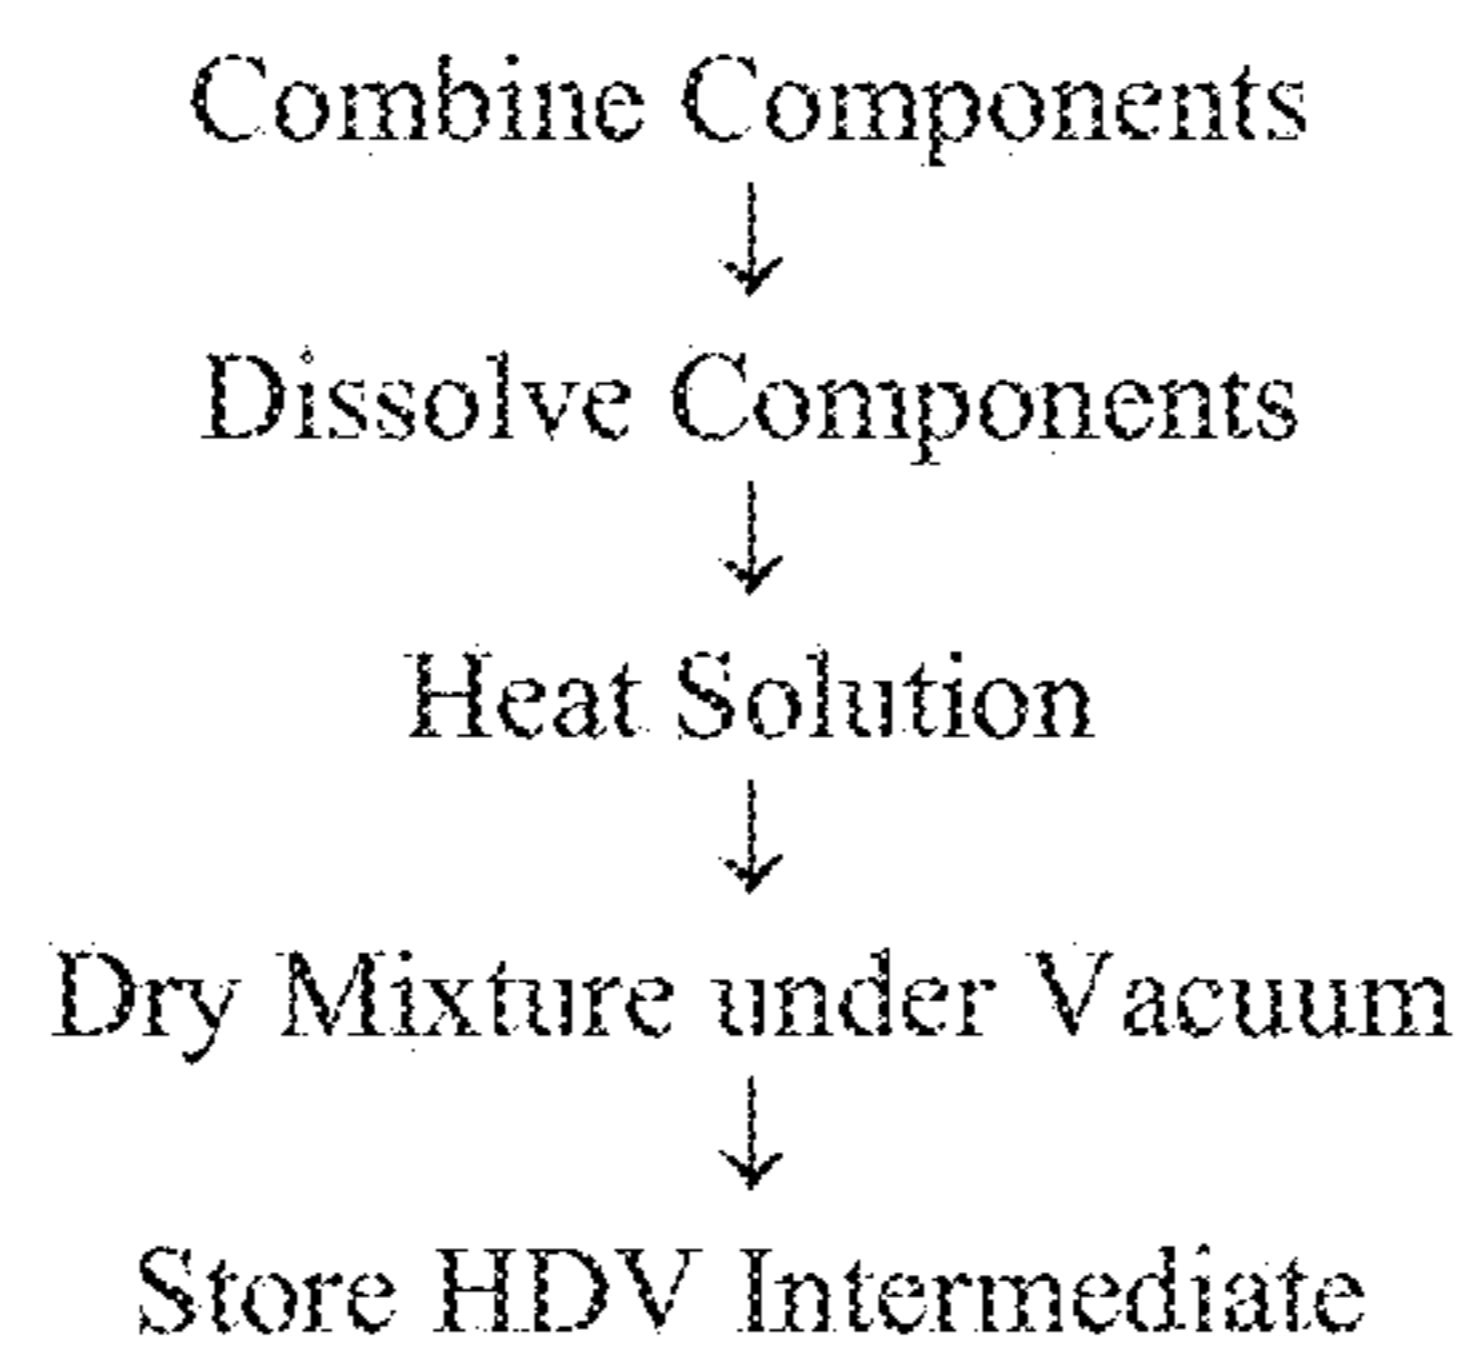 Combine Components
Dissolve Components
Heat Solution
Dry Mixture under Vacuum
Store HDV Intermediate